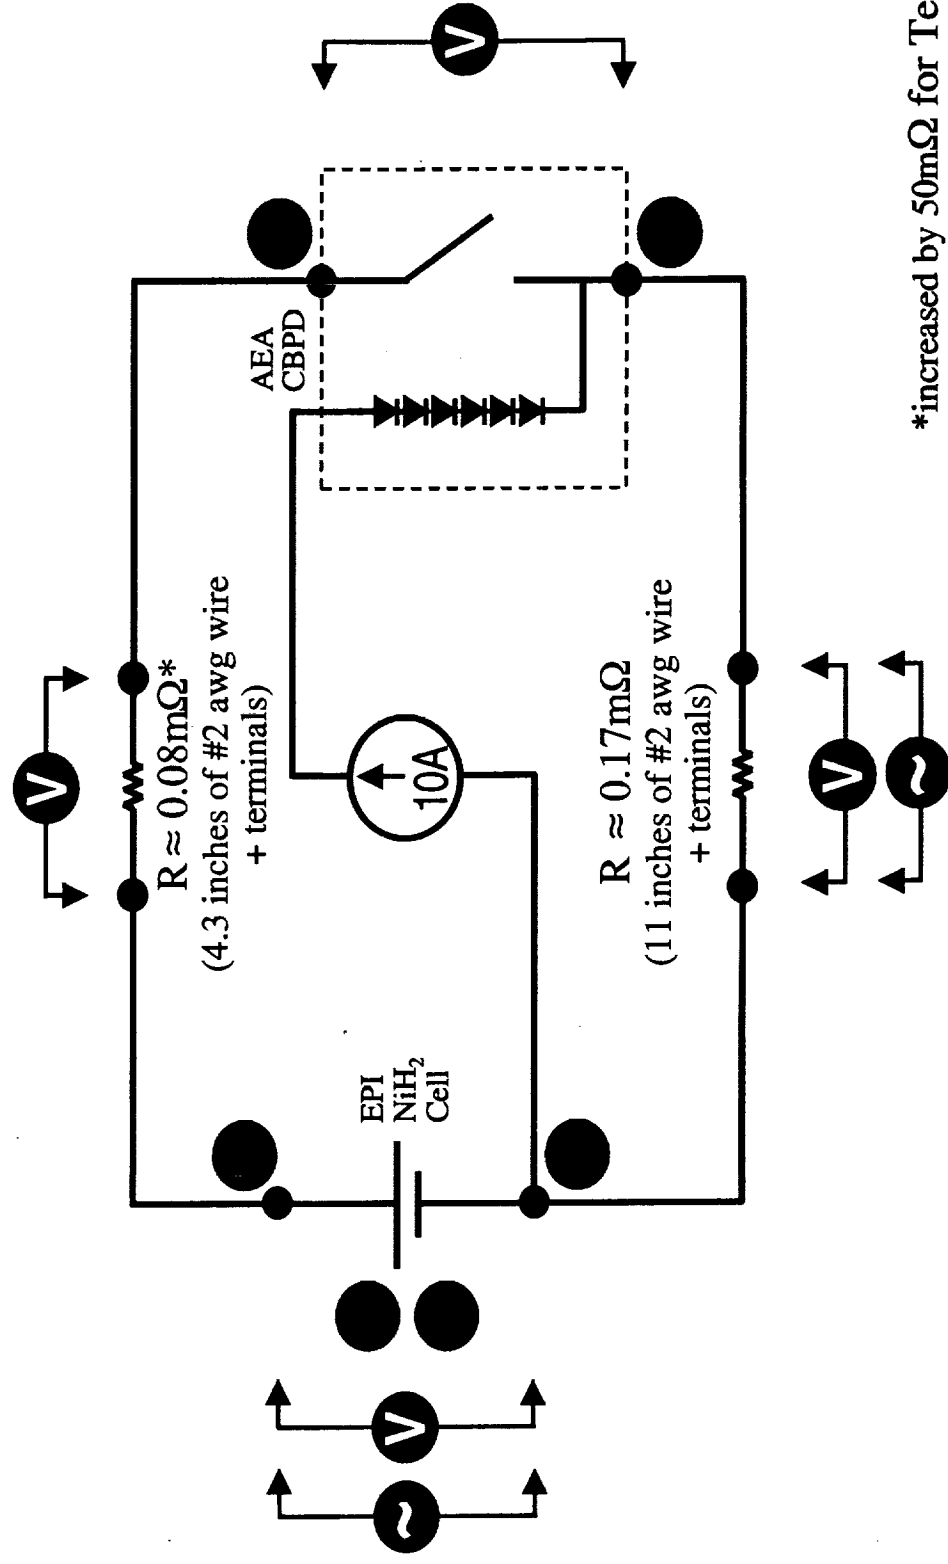 V
V
AEA
CBPD
R ≈ 0.08mΩ*
(4.3 inches of #2 awg wire
+ terminals)
10A
EPI
NiH₂
Cell
R ≈ 0.17mΩ
(11 inches of #2 awg wire
+ terminals)
V
~
V
~
*increased by 50mΩ for Te